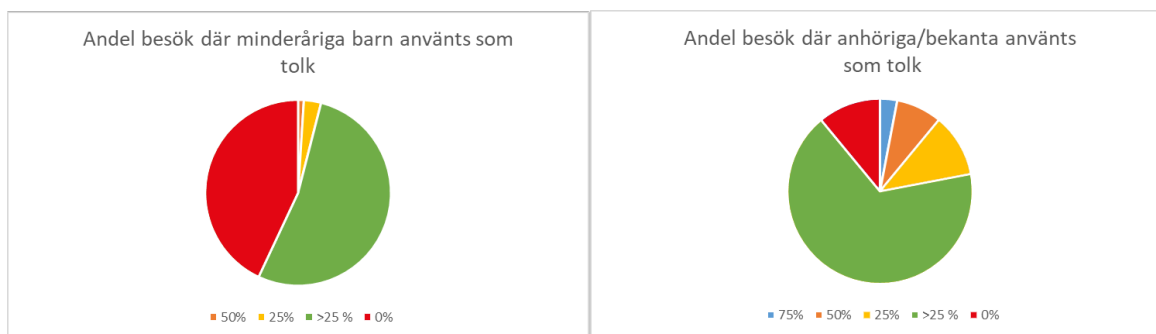 Andel besök där minderåriga barn använts som
tolk
50% 25% >25 % 0%
Andel besök där anhöriga/bekanta använts
som tolk
75% 50% 25% >25 % 0%